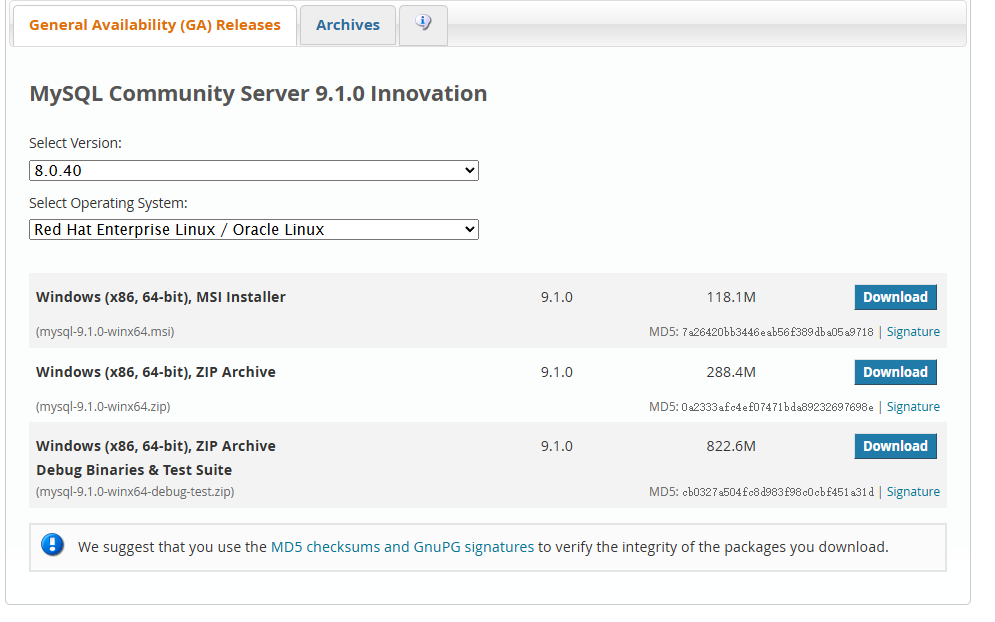 General Availability (GA) Releases
Archives
MySQL Community Server 9.1.0 Innovation
Select Version:
8.0.40
Select Operating System:
Red Hat Enterprise Linux / Oracle Linux
Windows (x86, 64-bit), MSI Installer 9.1.0 118.1M Download
(mysql-9.1.0-winx64.msi) MD5: 7a26420bb3446eab56f389dba05a9718 | Signature
Windows (x86, 64-bit), ZIP Archive 9.1.0 288.4M Download
(mysql-9.1.0-winx64.zip) MD5: 0a2333afc4ef07471bda89232697698e | Signature
Windows (x86, 64-bit), ZIP Archive 9.1.0 822.6M Download
Debug Binaries & Test Suite
(mysql-9.1.0-winx64-debug-test.zip) MD5: cb0327a504fc8d983f98c0cbf451a31d | Signature
We suggest that you use the MD5 checksums and GnuPG signatures to verify the integrity of the packages you download.